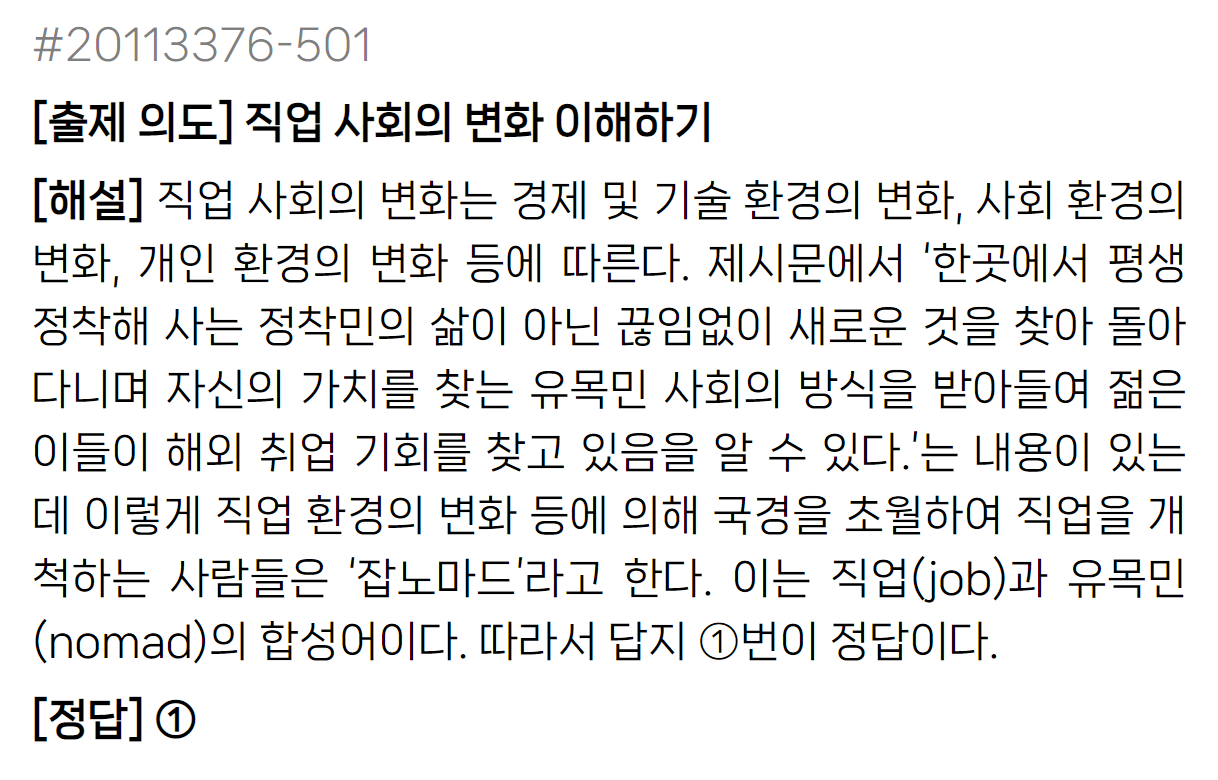 #20113376-501
[출제 의도] 직업 사회의 변화 이해하기
[해설] 직업 사회의 변화는 경제 및 기술 환경의 변화, 사회 환경의
변화, 개인 환경의 변화 등에 따른다. 제시문에서 '한곳에서 평생
정착해 사는 정착민의 삶이 아닌 끊임없이 새로운 것을 찾아 돌아
다니며 자신의 가치를 찾는 유목민 사회의 방식을 받아들여 젊은
이들이 해외 취업 기회를 찾고 있음을 알 수 있다.'는 내용이 있는
데 이렇게 직업 환경의 변화 등에 의해 국경을 초월하여 직업을 개
척하는 사람들은 '잡노마드'라고 한다. 이는 직업(job)과 유목민
(nomad)의 합성어이다. 따라서 답지 ①번이 정답이다.
[정답] ①